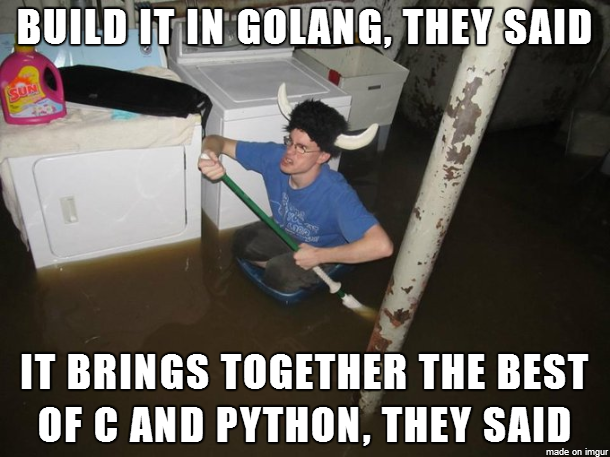 BUILD IT IN GOLANG, THEY SAID
SUN
IT BRINGS TOGETHER THE BEST
OF C AND PYTHON, THEY SAID
made on imgur